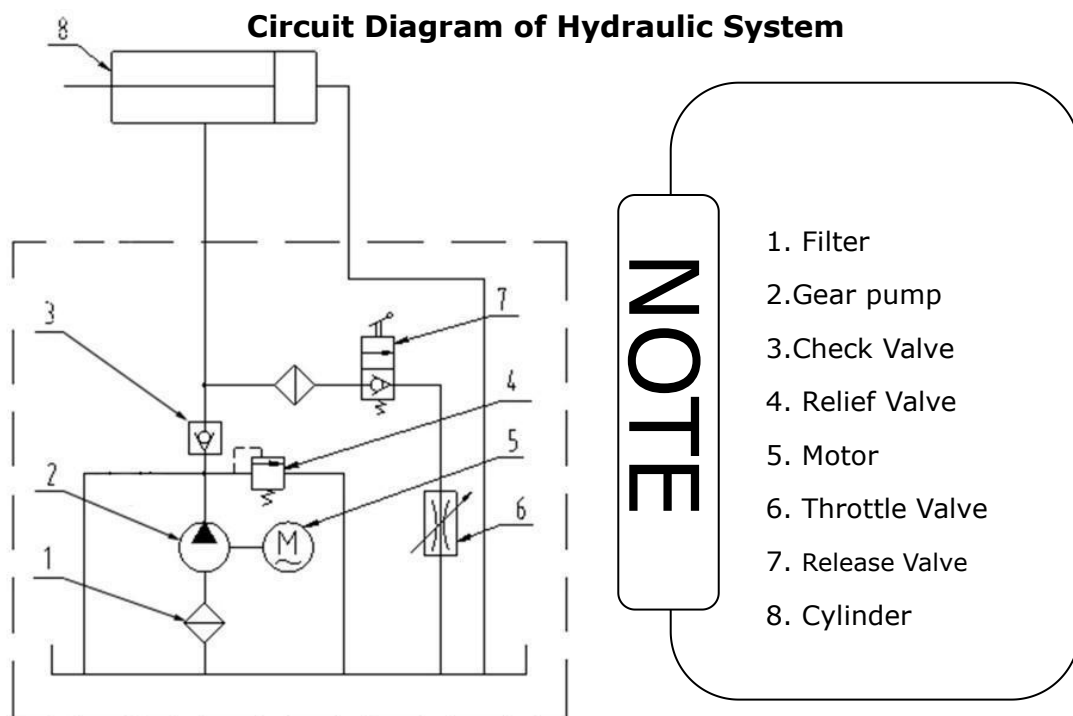 Circuit Diagram of Hydraulic System
8
7
3
4
5
2
6
1
M
NOTE
1. Filter
2.Gear pump
3.Check Valve
4. Relief Valve
5. Motor
6. Throttle Valve
7. Release Valve
8. Cylinder